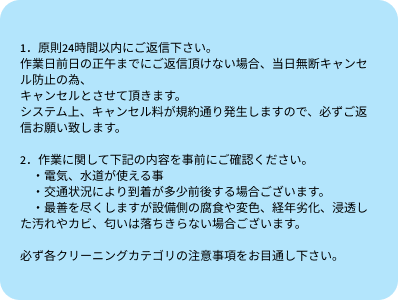 1．原則24時間以内にご返信下さい。
作業日前日の正午までにご返信頂けない場合、当日無断キャンセ
ル防止の為、
キャンセルとさせて頂きます。
システム上、キャンセル料が規約通り発生しますので、必ずご返
信お願い致します。
2．作業に関して下記の内容を事前にご確認ください。
・電気、水道が使える事
・交通状況により到着が多少前後する場合ございます。
・最善を尽くしますが設備側の腐食や変色、経年劣化、浸透し
た汚れやカビ、匂いは落ちきらない場合ございます。
必ず各クリーニングカテゴリの注意事項をお目通し下さい。